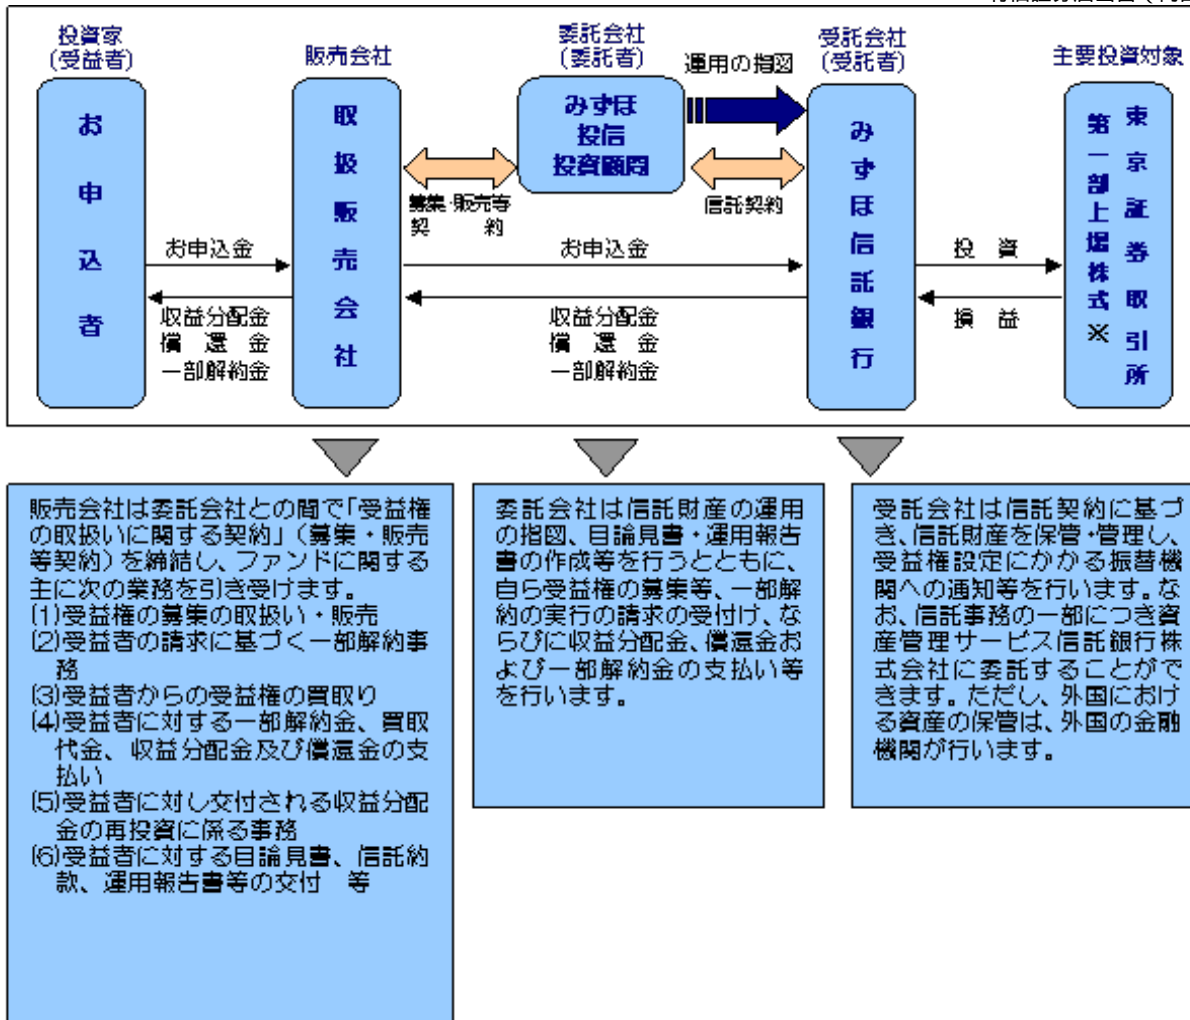 投資家
(受益者)
販売会社
委託会社
(委託者)
運用の指図
受託会社
(受託者)
主要投資対象
お申込者
取扱販売会社
みずほ
投信
投資顧問
みずほ信託銀行
東京証券取引所
第一部上場株式※
募集・販売等
契約
信託契約
お申込金
お申込金
投資
収益分配金
償還金
一部解約金
収益分配金
償還金
一部解約金
損益
販売会社は委託会社との間で「受益権
の取扱いに関する契約」(募集・販売
等契約)を締結し、ファンドに関する
主に次の業務を引き受けます。
(1)受益権の募集の取扱い・販売
(2)受益者の請求に基づく一部解約事
務
(3)受益者からの受益権の買取り
(4)受益者に対する一部解約金、買取
代金、収益分配金及び償還金の支
払い
(5)受益者に対し交付される収益分配
金の再投資に係る事務
(6)受益者に対する目論見書、信託約
款、運用報告書等の交付 等
委託会社は信託財産の運用
の指図、目論見書・運用報告
書の作成等を行うとともに、
自ら受益権の募集等、一部解
約の実行の請求の受付け、な
らびに収益分配金、償還金お
よび一部解約金の支払い等
を行います。
受託会社は信託契約に基づ
き、信託財産を保管・管理し、
受益権設定にかかる振替機
関への通知等を行います。な
お、信託事務の一部につき資
産管理サービス信託銀行株
式会社に委託することがで
きます。ただし、外国におけ
る資産の保管は、外国の金融
機関が行います。